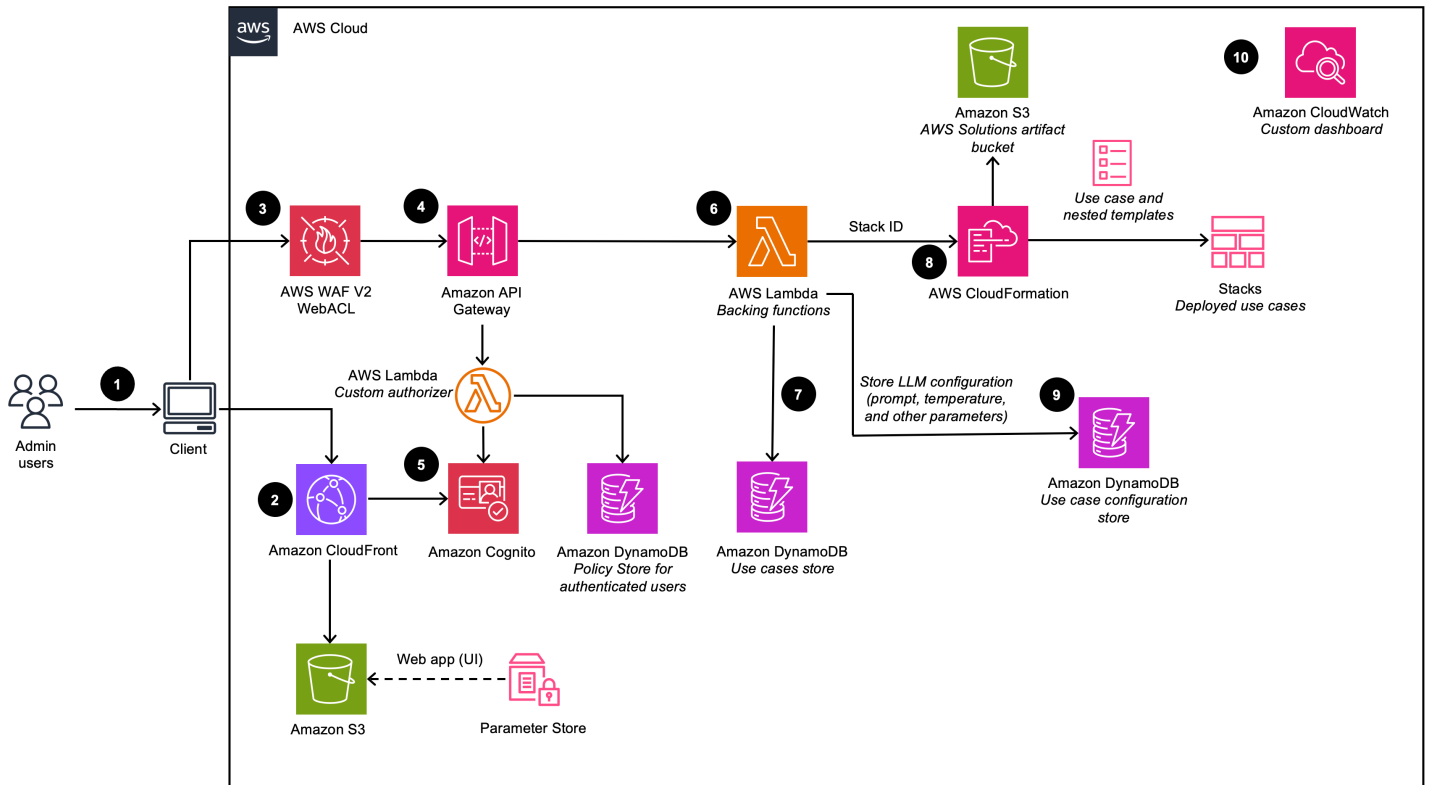 aws
AWS Cloud
10
Amazon S3
AWS Solutions artifact
bucket
Amazon CloudWatch
Custom dashboard
Use case and
nested templates
3
4
6
Stack ID
8
AWS WAF V2
WebACL
Amazon API
Gateway
AWS Lambda
Backing functions
AWS CloudFormation
Stacks
Deployed use cases
1
Admin
users
Client
AWS Lambda
Custom authorizer
7
Store LLM configuration
(prompt, temperature,
and other parameters)
9
2
5
Amazon CloudFront
Amazon Cognito
Amazon DynamoDB
Policy Store for
authenticated users
Amazon DynamoDB
Use cases store
Amazon DynamoDB
Use case configuration
store
Web app (UI)
Amazon S3
Parameter Store